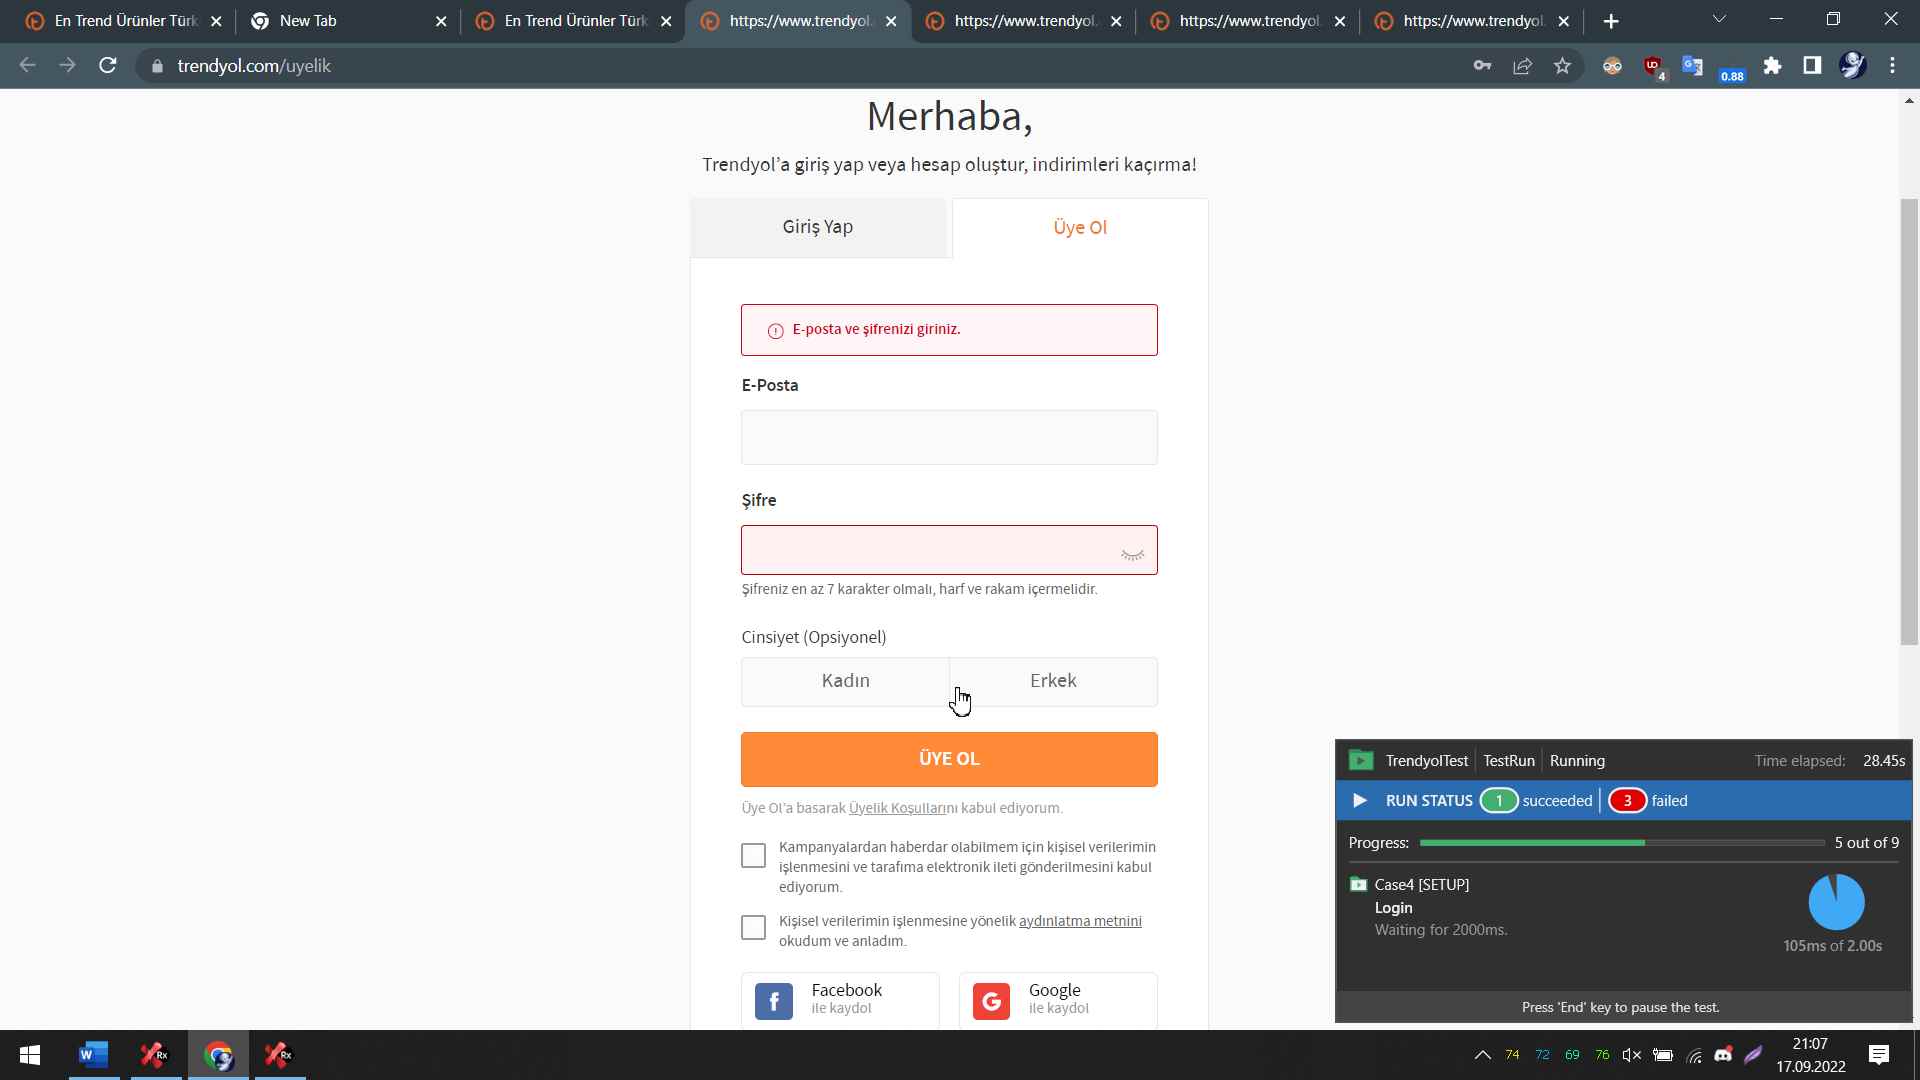 En Trend Ürünler Türk
New Tab
En Trend Ürünler Türk
https://www.trendyol.
https://www.trendyol.
https://www.trendyol.
https://www.trendyol.
trendyol.com/uyelik
4
0.88
Merhaba,
Trendyol’a giriş yap veya hesap oluştur, indirimleri kaçırma!
Giriş Yap
Üye Ol
E-posta ve şifrenizi giriniz.
E-Posta
Şifre
Şifreniz en az 7 karakter olmalı, harf ve rakam içermelidir.
Cinsiyet (Opsiyonel)
Kadın
Erkek
ÜYE OL
Üye Ol’a basarak Üyelik Koşullarını kabul ediyorum.
Kampanyalardan haberdar olabilmem için kişisel verilerimin
işlenmesini ve tarafıma elektronik ileti gönderilmesini kabul
ediyorum.
Kişisel verilerimin işlenmesine yönelik aydınlatma metnini
okudum ve anladım.
Facebook
ile kaydol
Google
ile kaydol
TrendyolTest TestRun Running Time elapsed: 28.45s
RUN STATUS 1 succeeded 3 failed
Progress: 5 out of 9
Case4 [SETUP]
Login
Waiting for 2000ms.
105ms of 2.00s
Press 'End' key to pause the test.
74 72 69 76
21:07
17.09.2022